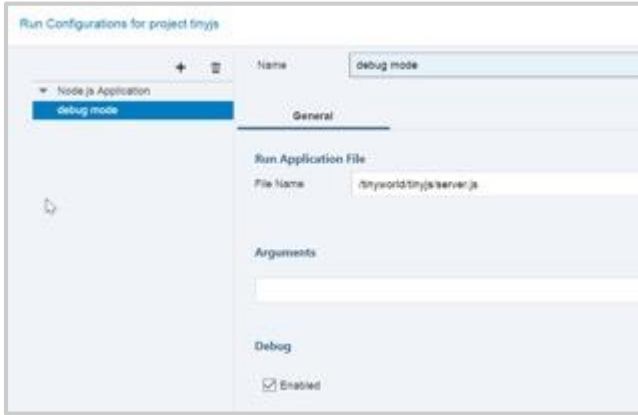 Run Configurations for project tinyjs
Name
debug mode
Node.js Application
debug mode
General
Run Application File
File Name
/tinyworld/tinyjs/server.js
Arguments
Debug
Enabled